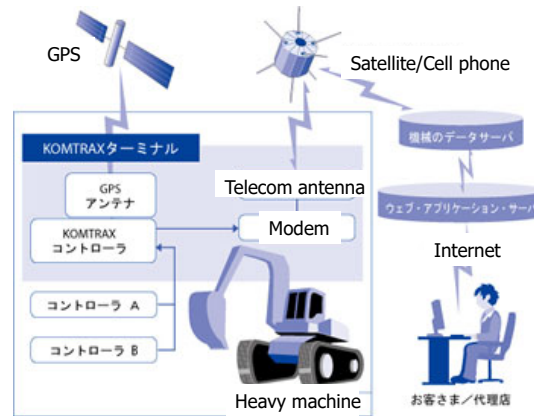 GPS
Satellite/Cell phone
KOMTRAXターミナル
機械のデータサーバ
GPS
アンテナ
Telecom antenna
ウェブ・アプリケーション・サーバ
KOMTRAX
コントローラ
Modem
Internet
コントローラ A
コントローラ B
Heavy machine
お客さま／代理店